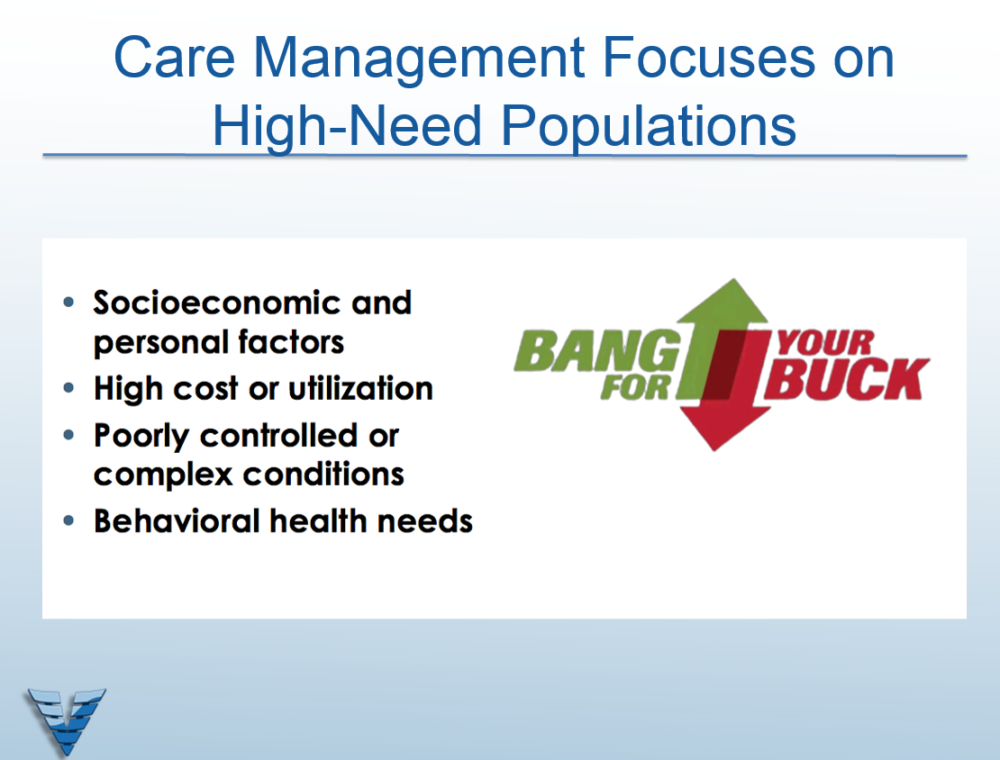 Care Management Focuses on
High-Need Populations
• Socioeconomic and
personal factors
• High cost or utilization
• Poorly controlled or
complex conditions
• Behavioral health needs
BANG
FOR
YOUR
BUCK